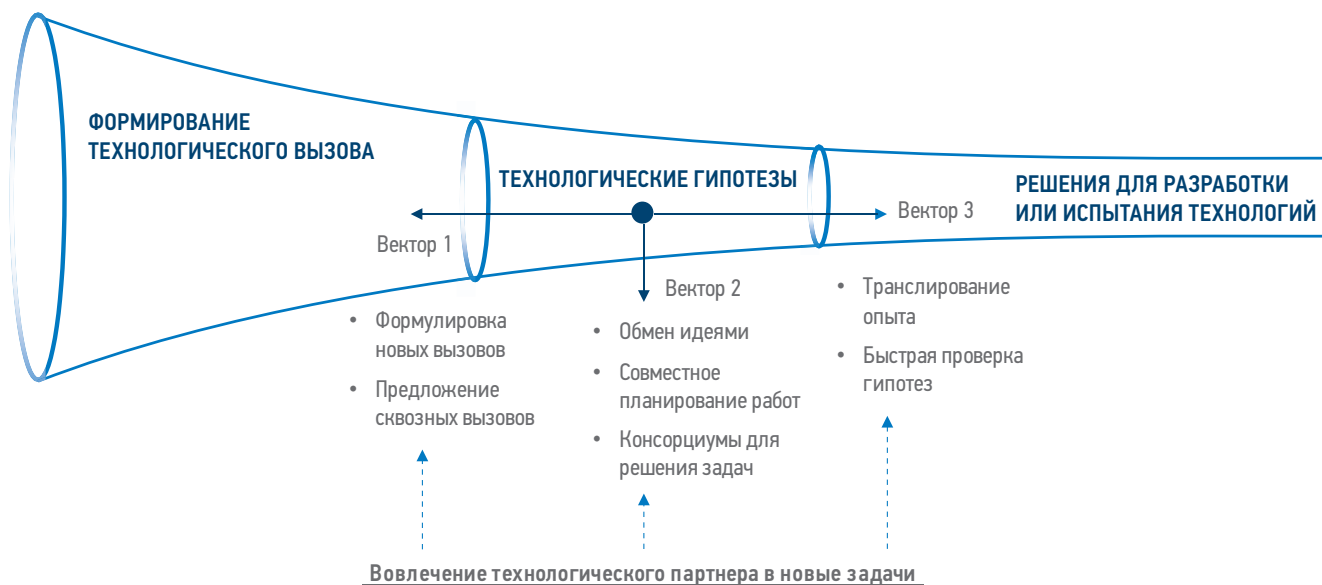 ФОРМИРОВАНИЕ
ТЕХНОЛОГИЧЕСКОГО ВЫЗОВА
ТЕХНОЛОГИЧЕСКИЕ ГИПОТЕЗЫ
РЕШЕНИЯ ДЛЯ РАЗРАБОТКИ
ИЛИ ИСПЫТАНИЯ ТЕХНОЛОГИЙ
Вектор 1
• Формулировка
новых вызовов
• Предложение
сквозных вызовов
Вектор 2
• Обмен идеями
• Совместное
планирование работ
• Консорциумы для
решения задач
Вектор 3
• Транслирование
опыта
• Быстрая проверка
гипотез
Вовлечение технологического партнера в новые задачи